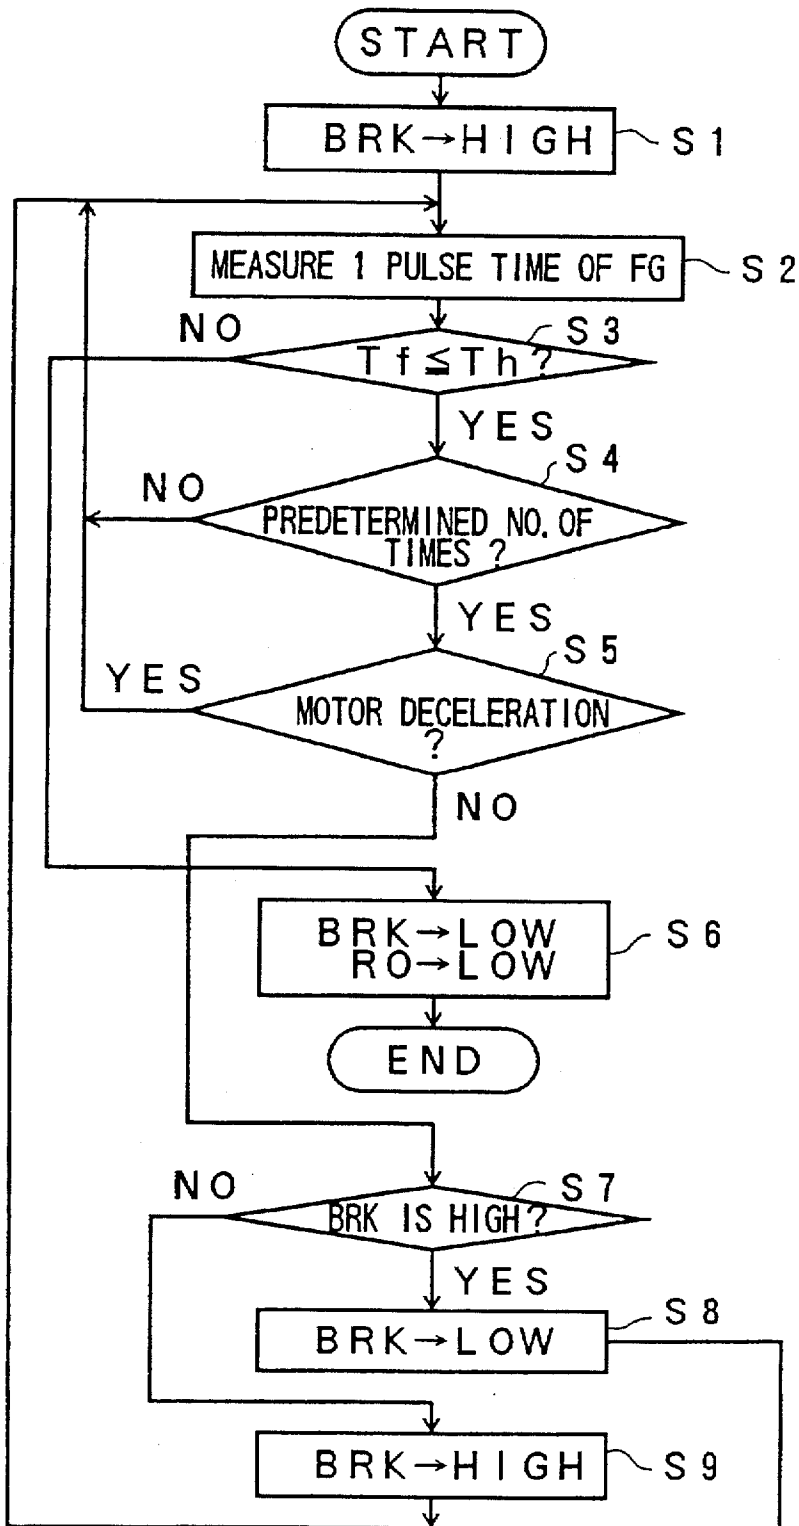 START
BRK→HIGH
S1
MEASURE 1 PULSE TIME OF FG
S2
NO
S3
Tf≦Th?
YES
S4
NO
PREDETERMINED NO. OF
TIMES ?
YES
S5
YES
MOTOR DECELERATION
?
NO
BRK→LOW
RO→LOW
S6
END
NO
S7
BRK IS HIGH?
YES
S8
BRK→LOW
BRK→HIGH
S9